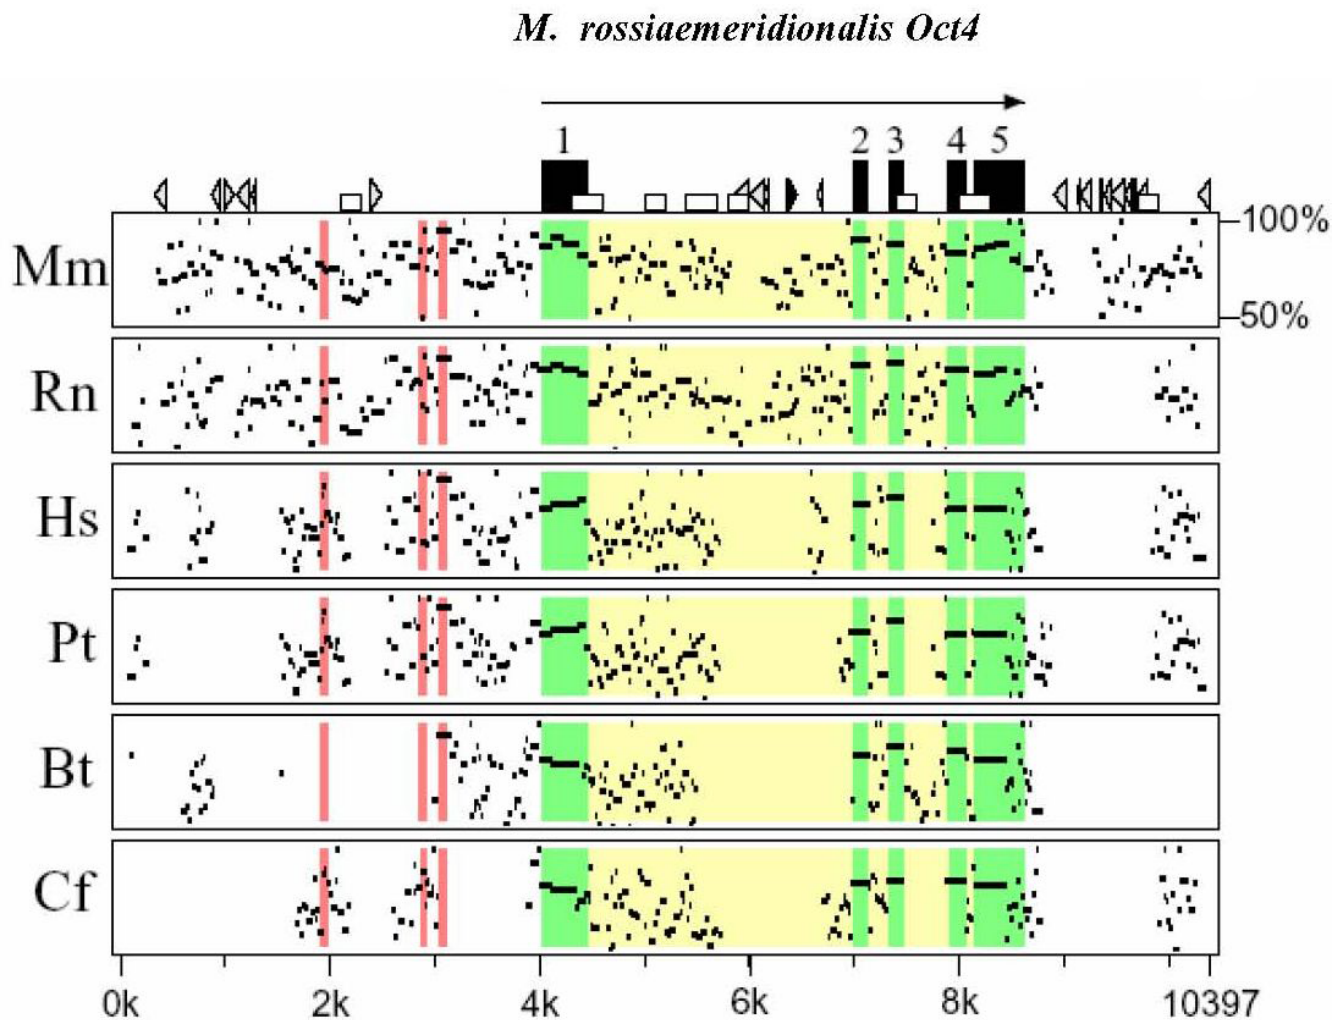 M. rossiaemeridionalis Oct4
1 2 3 4 5
Mm 100%
50%
Rn
Hs
Pt
Bt
Cf
0k 2k 4k 6k 8k 10397